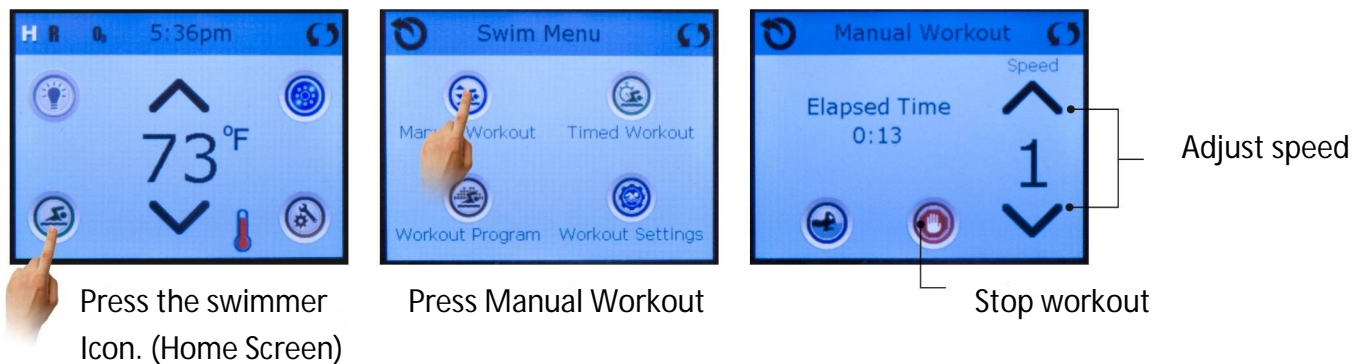 H R O₃ 5:36pm
73°F
Press the swimmer
Icon. (Home Screen)
Swim Menu
Manual Workout Timed Workout
Workout Program Workout Settings
Press Manual Workout
Manual Workout
Speed
Elapsed Time
0:13
1
Adjust speed
Stop workout